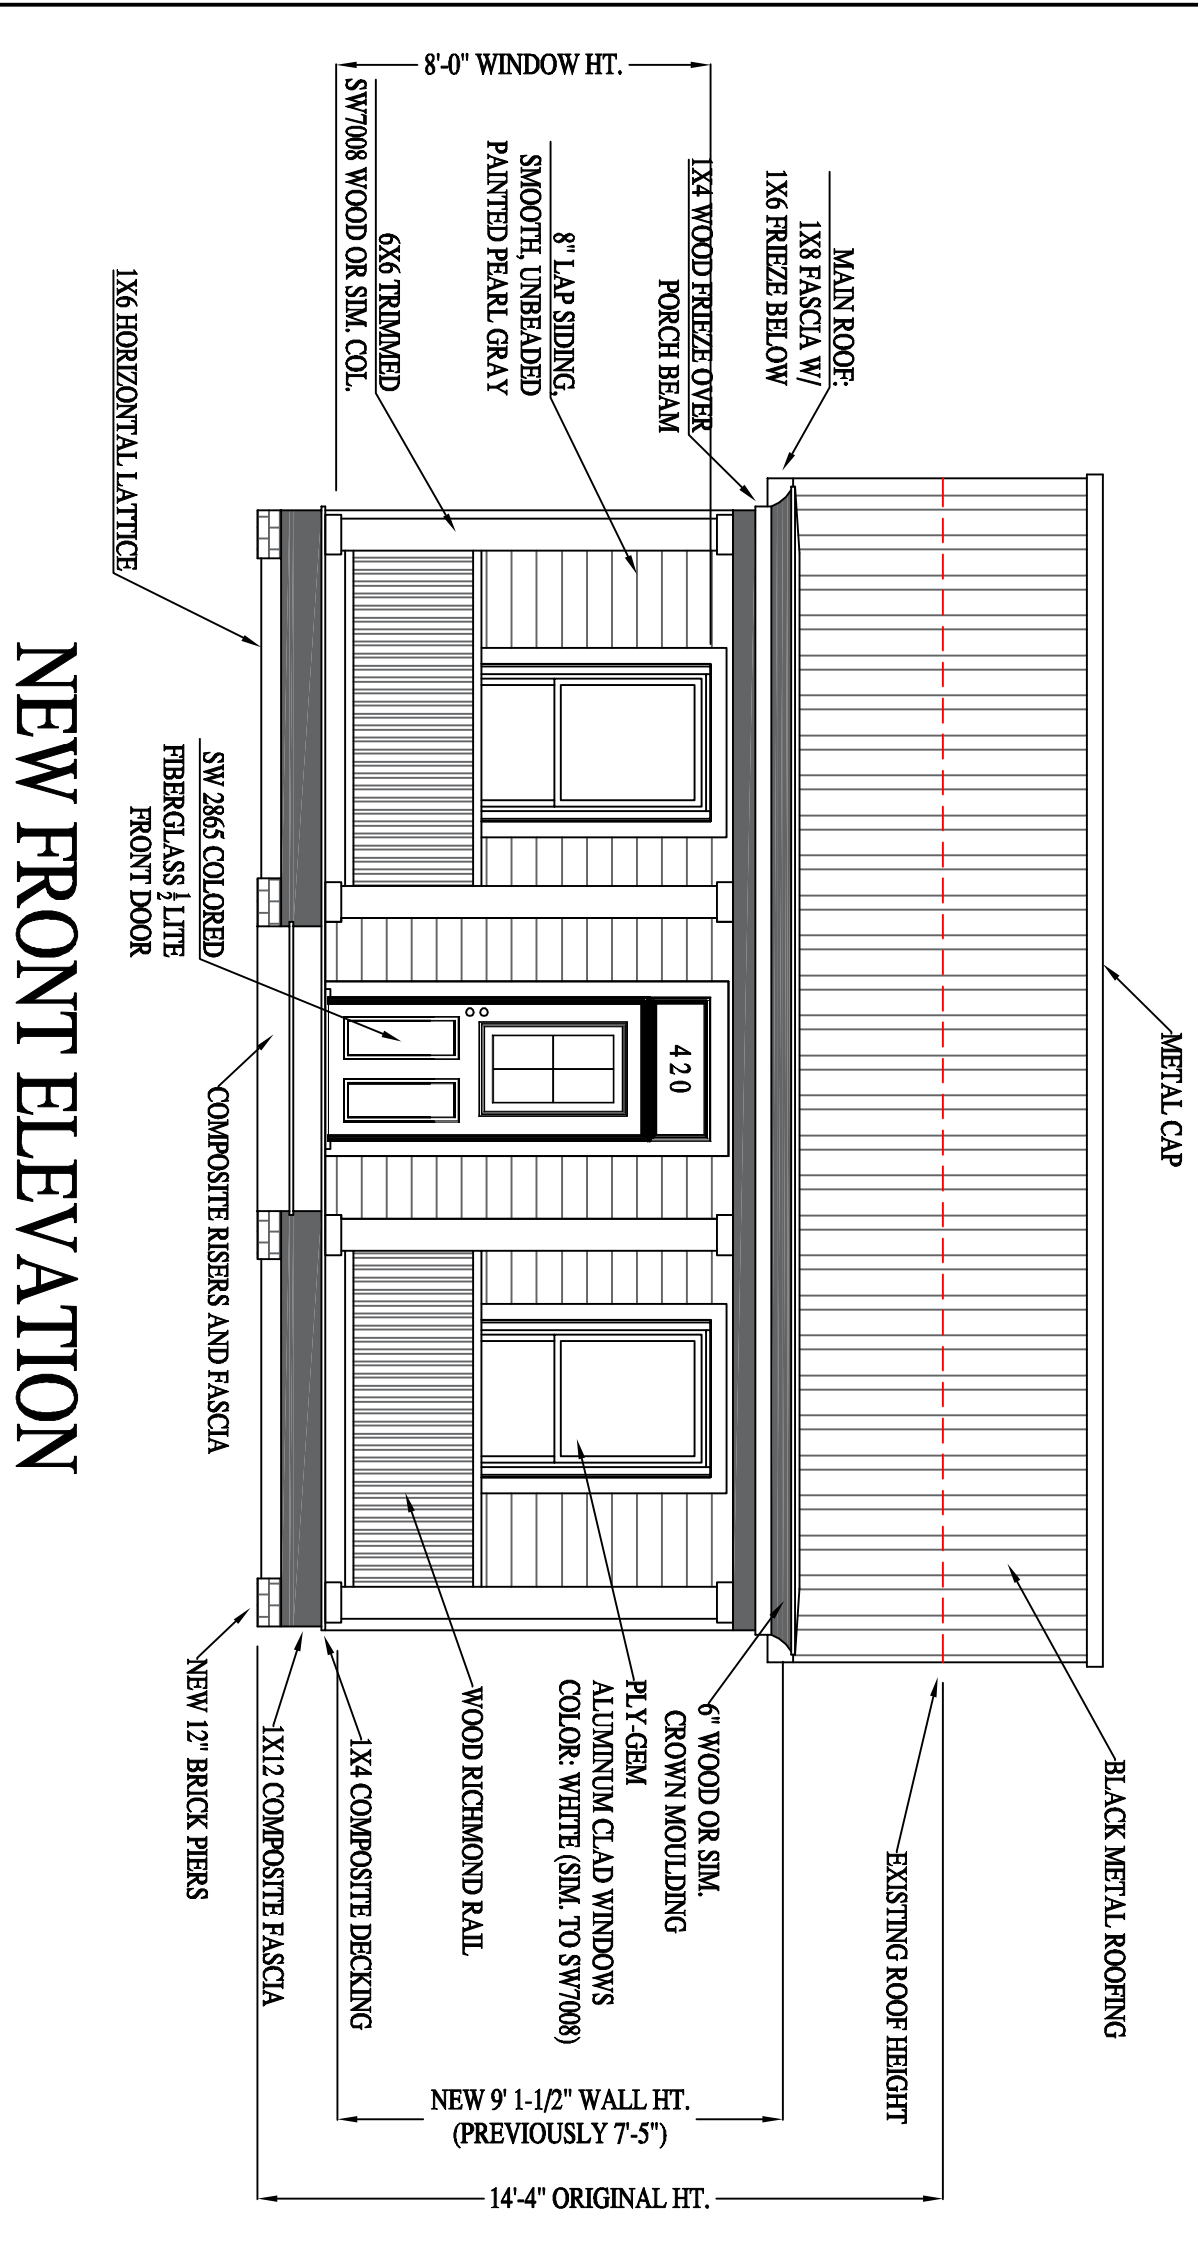 METAL CAP
BLACK METAL ROOFING
EXISTING ROOF HEIGHT
MAIN ROOF:
1X8 FASCIA W/
1X6 FRIEZE BELOW
1X4 WOOD FRIEZE OVER
PORCH BEAM
8" LAP SIDING,
SMOOTH, UNBEADED
PAINTED PEARL GRAY
6X6 TRIMMED
SW7008 WOOD OR SIM. COL.
8'-0" WINDOW HT.
1X6 HORIZONTAL LATTICE
SW 2865 COLORED
FIBERGLASS ½ LITE
FRONT DOOR
420
COMPOSITE RISERS AND FASCIA
6" WOOD OR SIM.
CROWN MOULDING
PLY-GEM
ALUMINUM CLAD WINDOWS
COLOR: WHITE (SIM. TO SW7008)
WOOD RICHMOND RAIL
1X4 COMPOSITE DECKING
1X12 COMPOSITE FASCIA
NEW 12" BRICK PIERS
NEW 9' 1-1/2" WALL HT.
(PREVIOUSLY 7'-5")
14'-4" ORIGINAL HT.
NEW FRONT ELEVATION